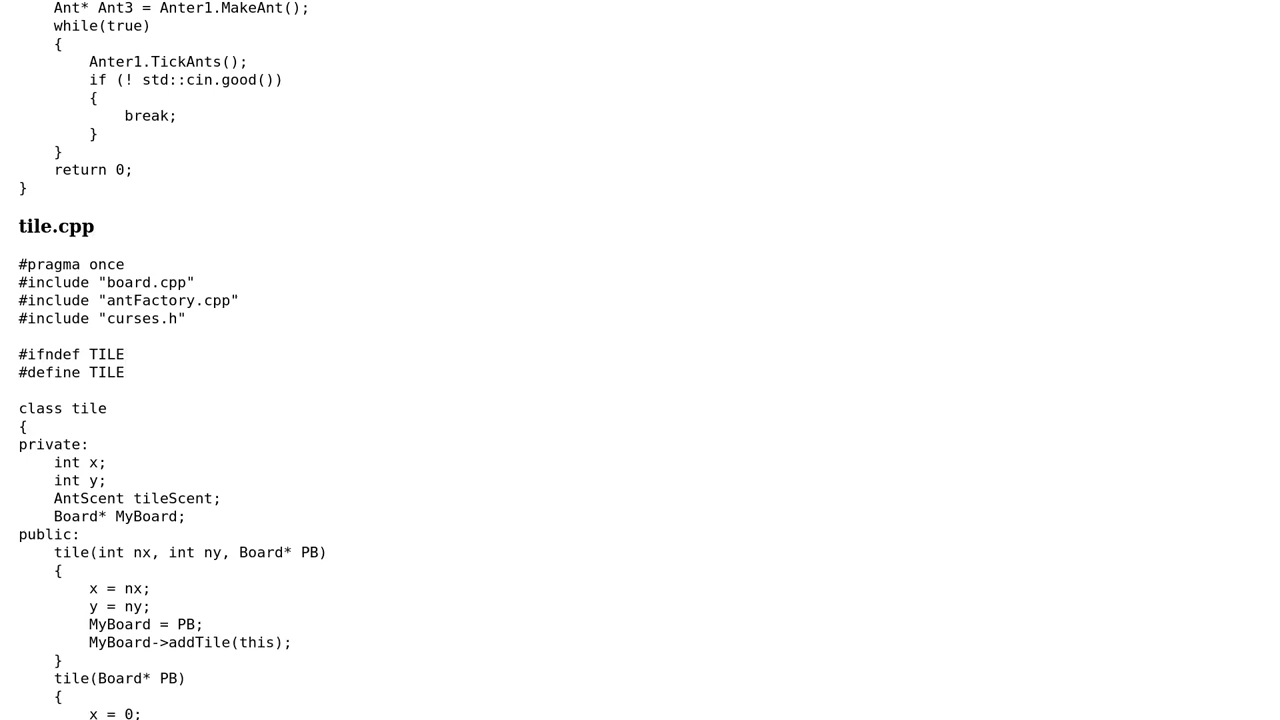 Ant* Ant3 = Anter1.MakeAnt();
    while(true)
    {
        Anter1.TickAnts();
        if (! std::cin.good())
        {
            break;
        }
    }
    return 0;
}
tile.cpp
#pragma once
#include "board.cpp"
#include "antFactory.cpp"
#include "curses.h"
#ifndef TILE
#define TILE
class tile
{
private:
    int x;
    int y;
    AntScent tileScent;
    Board* MyBoard;
public:
    tile(int nx, int ny, Board* PB)
    {
        x = nx;
        y = ny;
        MyBoard = PB;
        MyBoard->addTile(this);
    }
    tile(Board* PB)
    {
        x = 0;